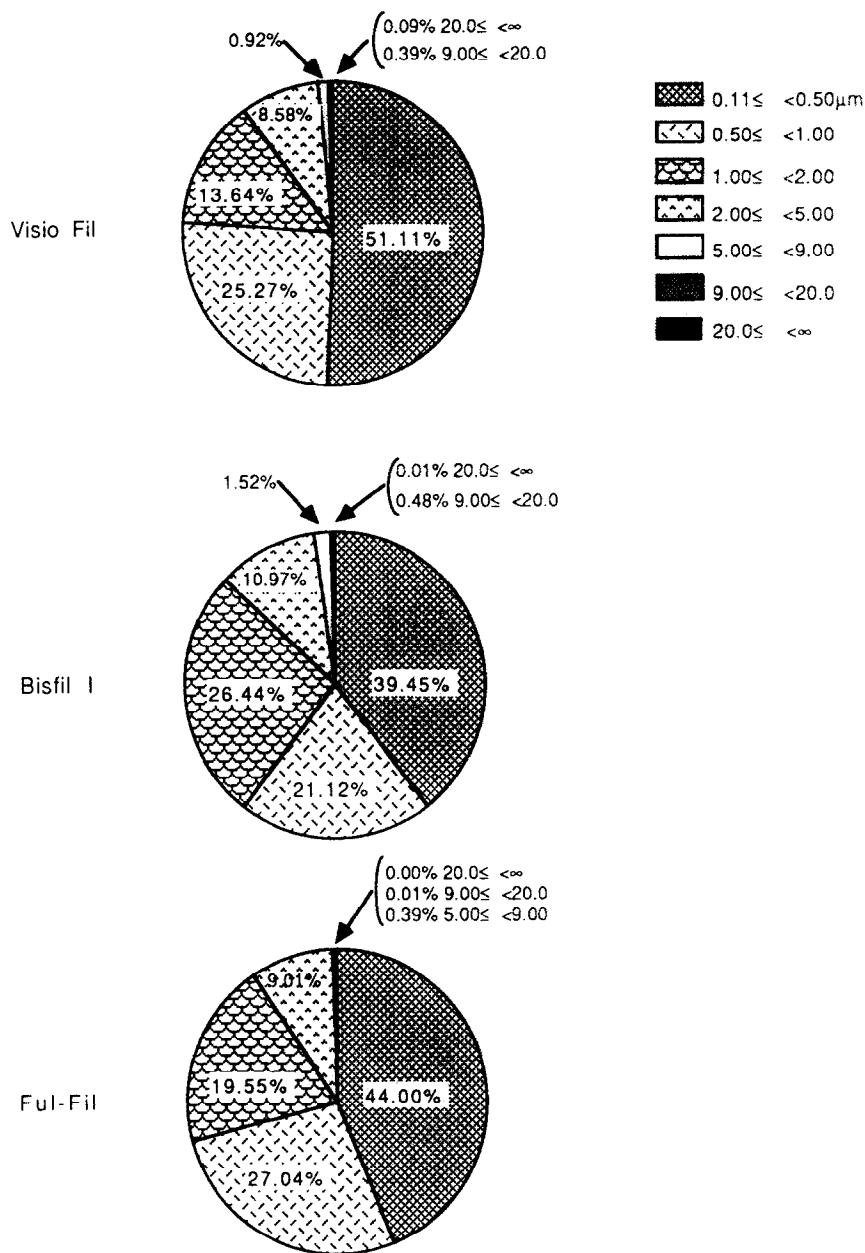 0.92%
0.09% 20.0≤ <∞
0.39% 9.00≤ <20.0
8.58%
13.64%
Visio Fil
51.11%
25.27%
0.11≤ <0.50μm
0.50≤ <1.00
1.00≤ <2.00
2.00≤ <5.00
5.00≤ <9.00
9.00≤ <20.0
20.0≤ <∞
1.52%
0.01% 20.0≤ <∞
0.48% 9.00≤ <20.0
10.97%
Bisfil I
26.44%
39.45%
21.12%
0.00% 20.0≤ <∞
0.01% 9.00≤ <20.0
0.39% 5.00≤ <9.00
9.01%
Ful-Fil
19.55%
44.00%
27.04%